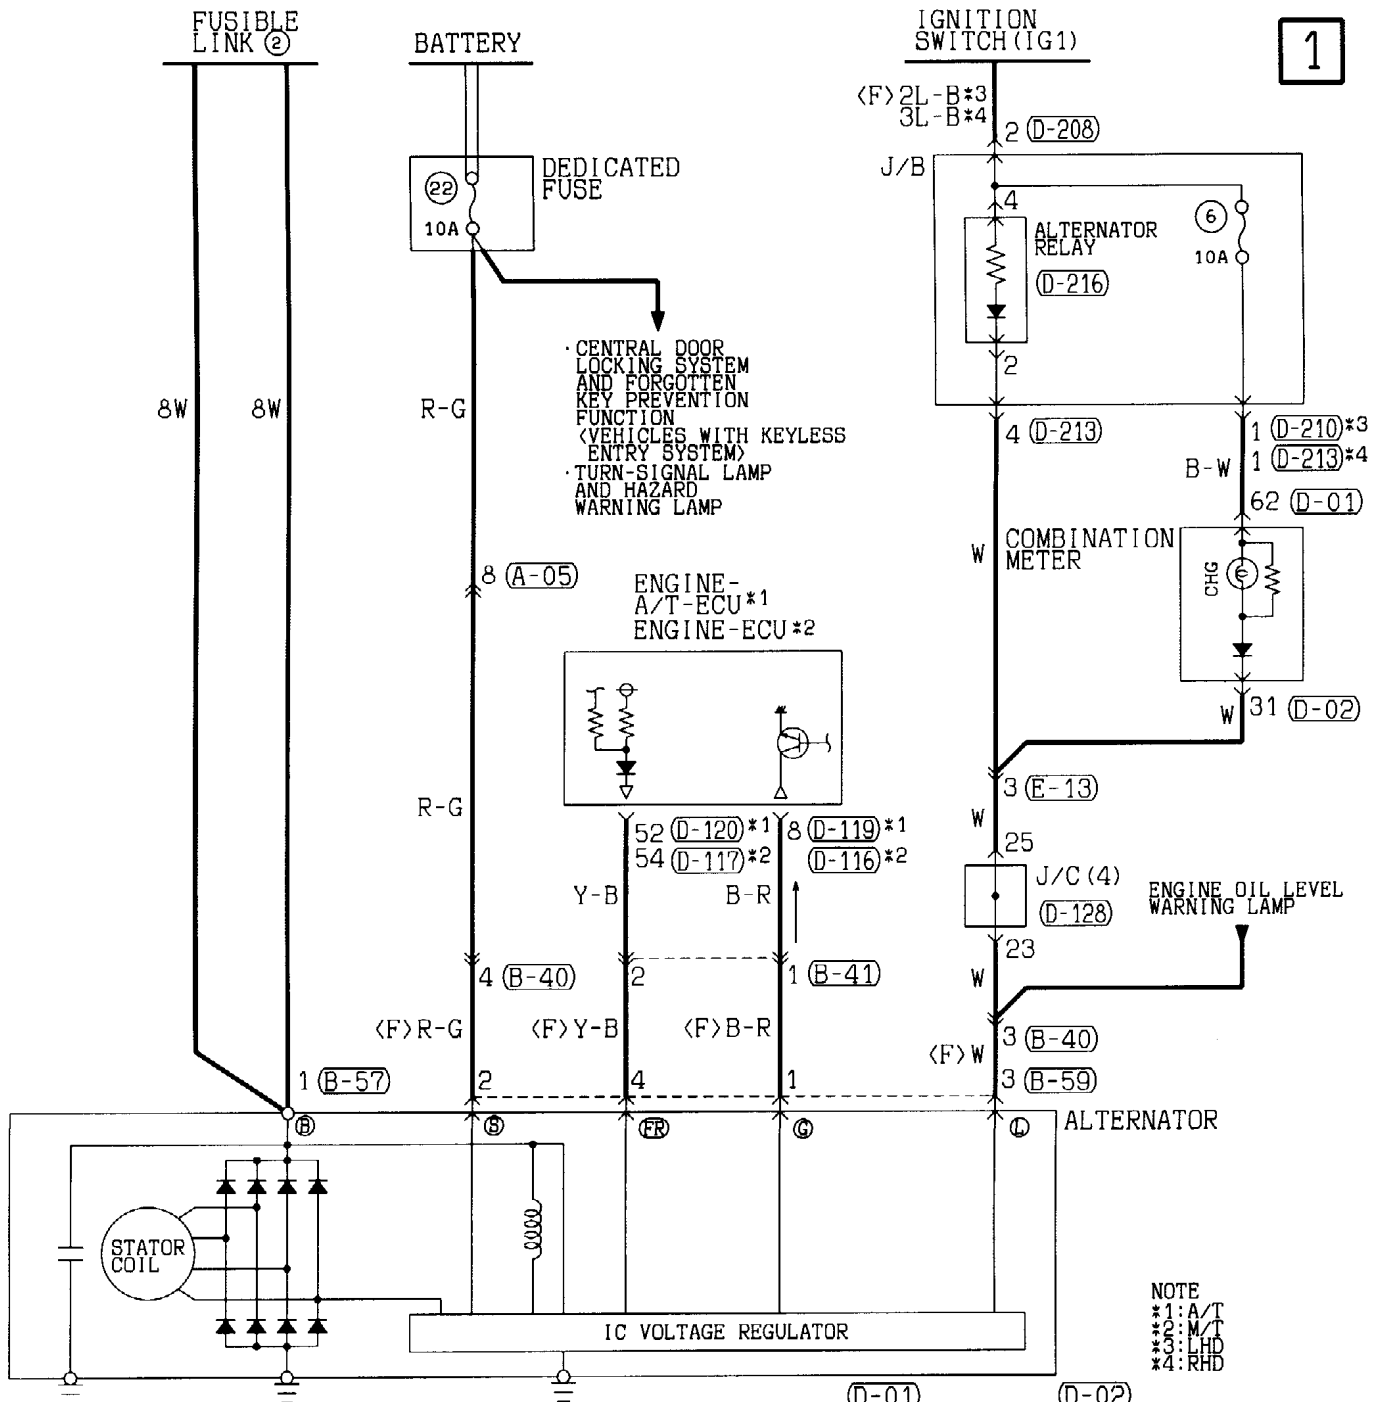 FUSIBLE
LINK ②
BATTERY
IGNITION
SWITCH(IG1)
1
<F>2L-B*3
3L-B*4
2 (D-208)
J/B
DEDICATED
FUSE
22
10A
4
ALTERNATOR
RELAY
(D-216)
6
10A
2
· CENTRAL DOOR
LOCKING SYSTEM
AND FORGOTTEN
KEY PREVENTION
FUNCTION
<VEHICLES WITH KEYLESS
ENTRY SYSTEM>
· TURN-SIGNAL LAMP
AND HAZARD
WARNING LAMP
8W
8W
R-G
4 (D-213)
1 (D-210)*3
1 (D-213)*4
B-W
62 (D-01)
W
COMBINATION
METER
CHG
8 (A-05)
ENGINE-
A/T-ECU*1
ENGINE-ECU*2
31 (D-02)
W
3 (E-13)
R-G
W
52 (D-120)*1
54 (D-117)*2
8 (D-119)*1
(D-116)*2
25
J/C(4)
(D-128)
ENGINE OIL LEVEL
WARNING LAMP
Y-B
B-R
23
4 (B-40)
2
1 (B-41)
W
<F>R-G
<F>Y-B
<F>B-R
3 (B-40)
<F>W
1 (B-57)
2
4
1
3 (B-59)
B
S
FR
G
L
ALTERNATOR
STATOR
COIL
IC VOLTAGE REGULATOR
NOTE
*1:A/T
*2:M/T
*3:LHD
*4:RHD
(D-01)
(D-02)